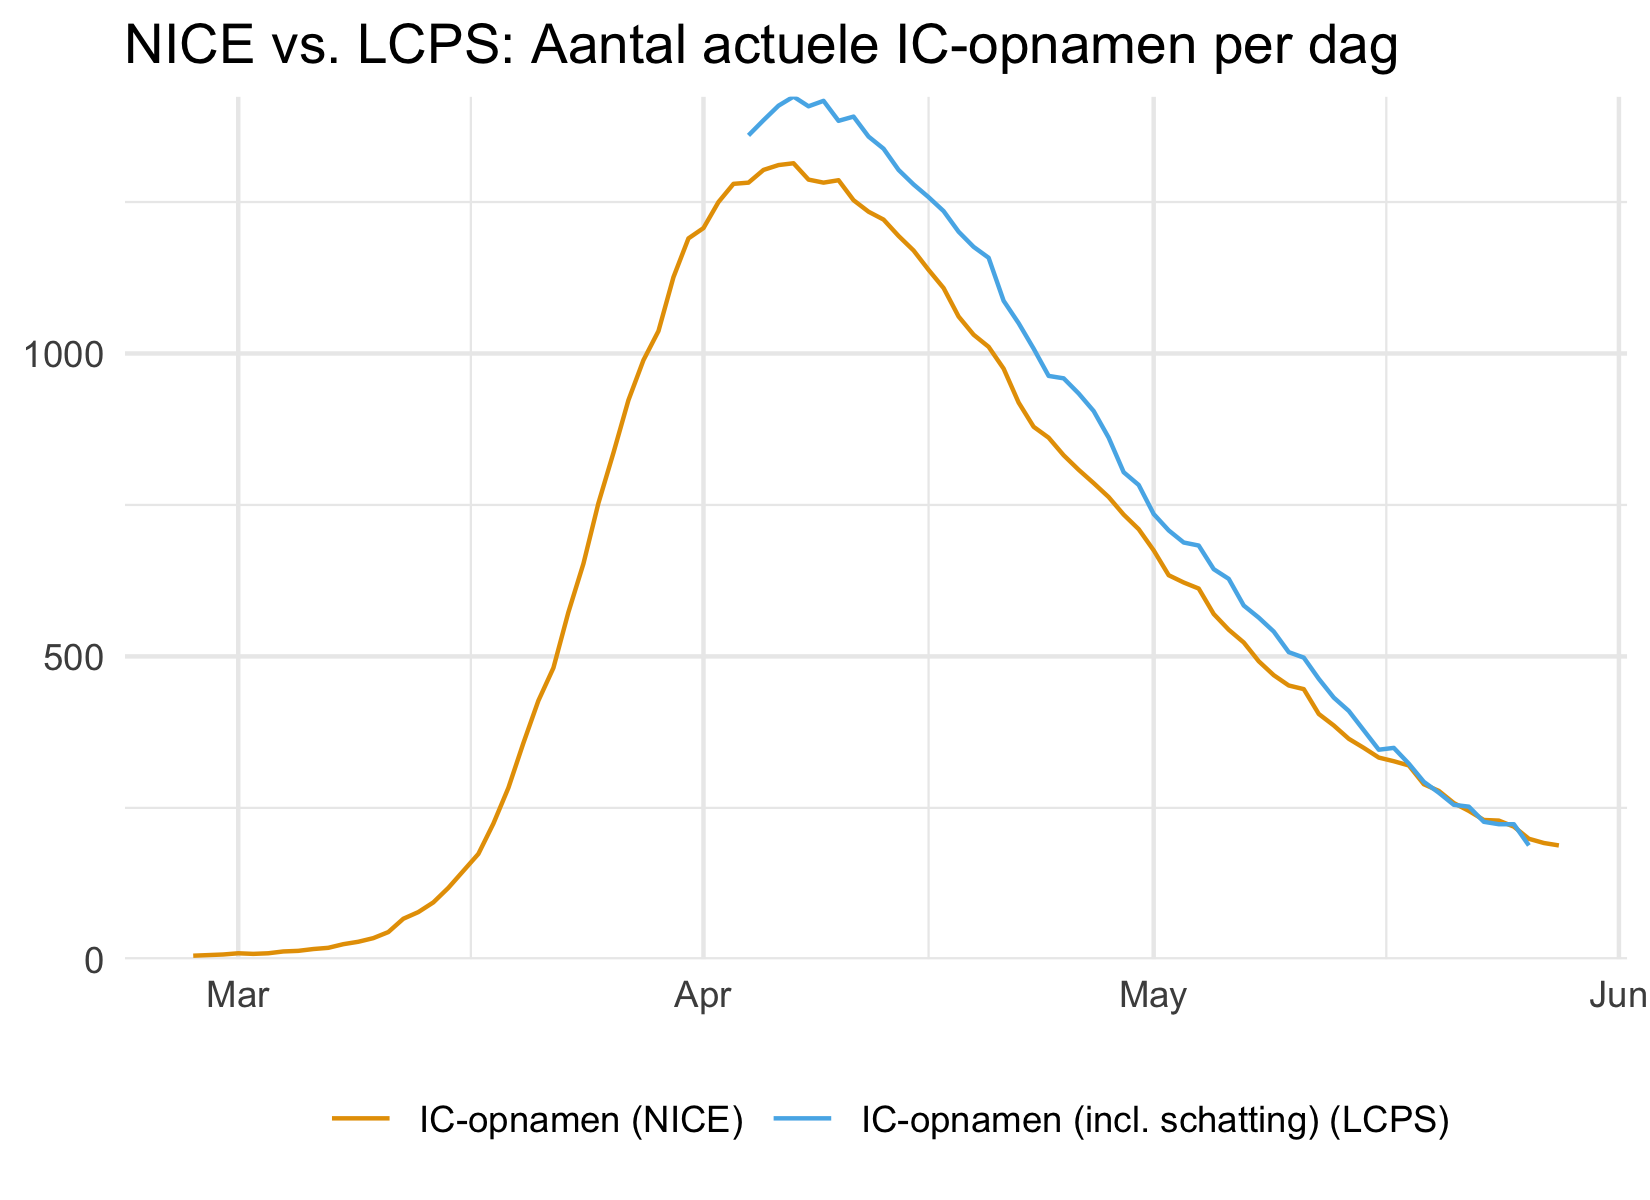 NICE vs. LCPS: Aantal actuele IC-opnamen per dag
1000
500
0
Mar Apr May Jun
IC-opnamen (NICE) IC-opnamen (incl. schatting) (LCPS)